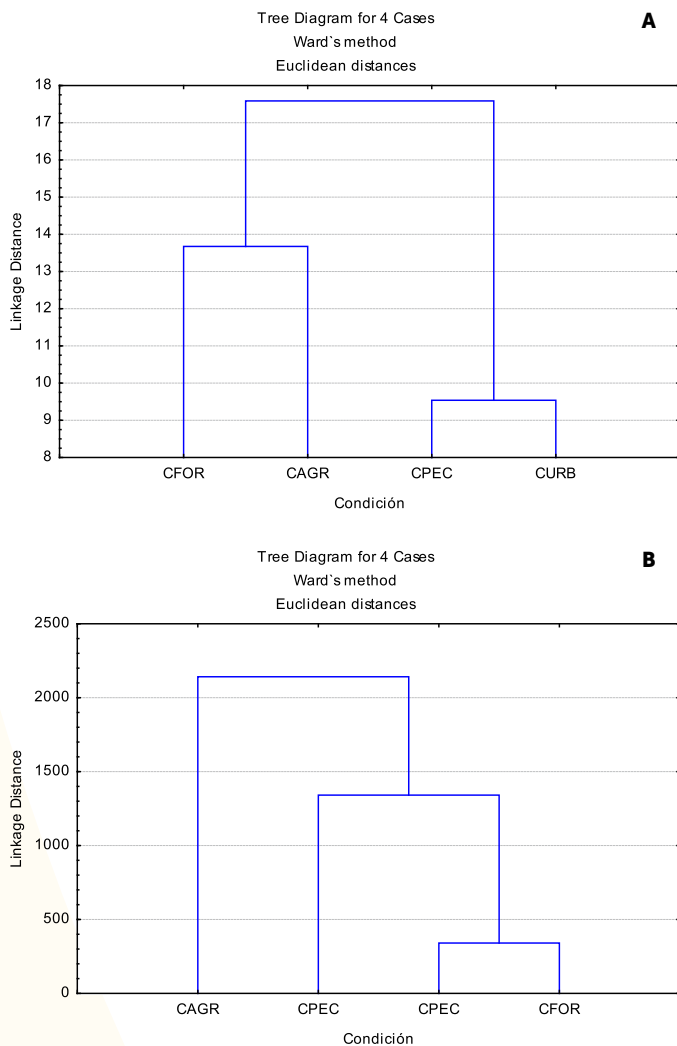 Tree Diagram for 4 Cases
A
Ward`s method
Euclidean distances
18
17
16
15
14
13
12
11
10
9
8
Linkage Distance
CFOR CAGR CPEC CURB
Condición
Tree Diagram for 4 Cases
B
Ward`s method
Euclidean distances
2500
2000
1500
1000
500
0
Linkage Distance
CAGR CPEC CPEC CFOR
Condición